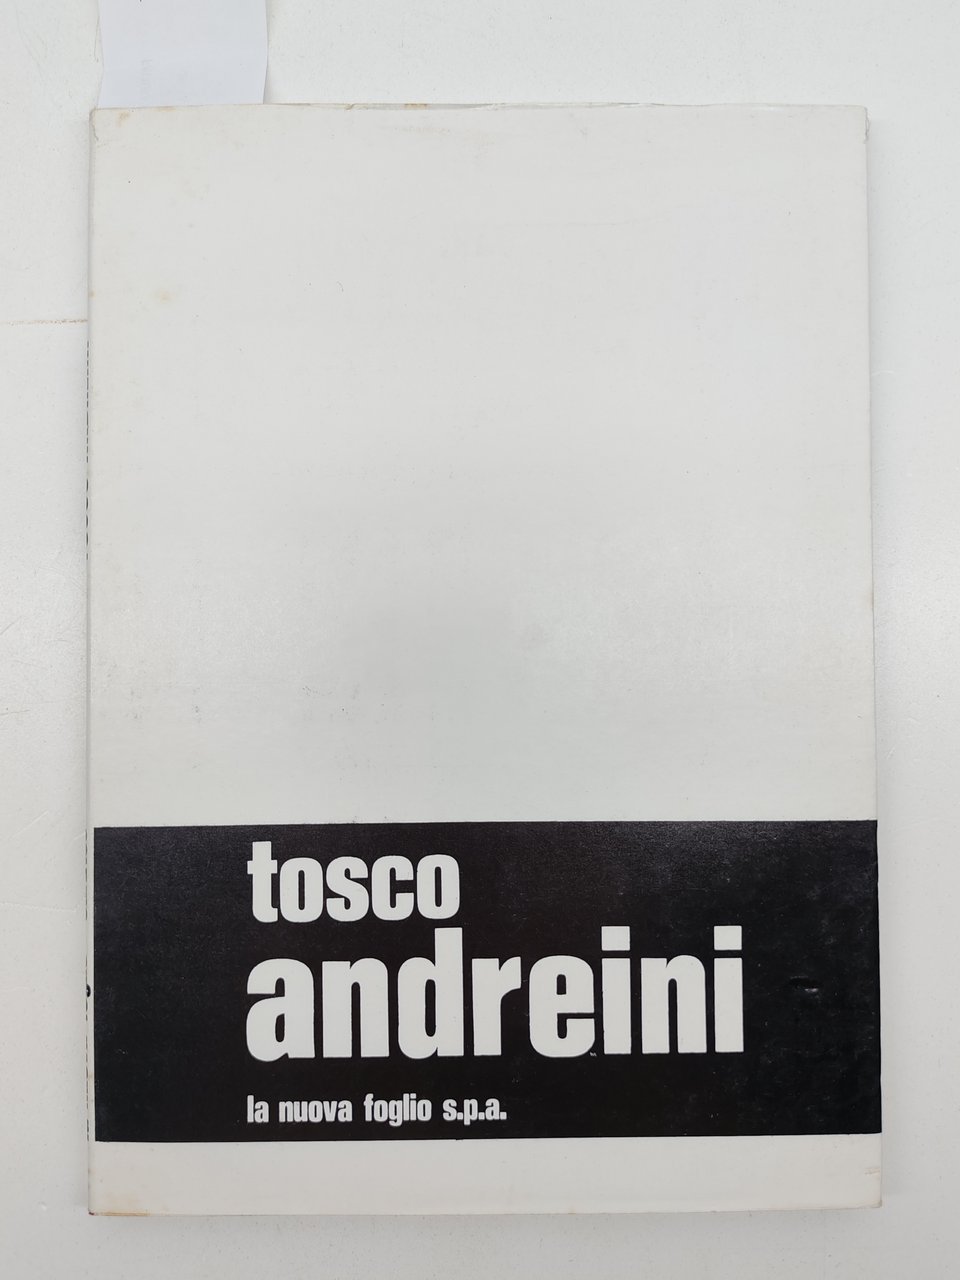 tosco
andreini
la nuova foglio s.p.a.